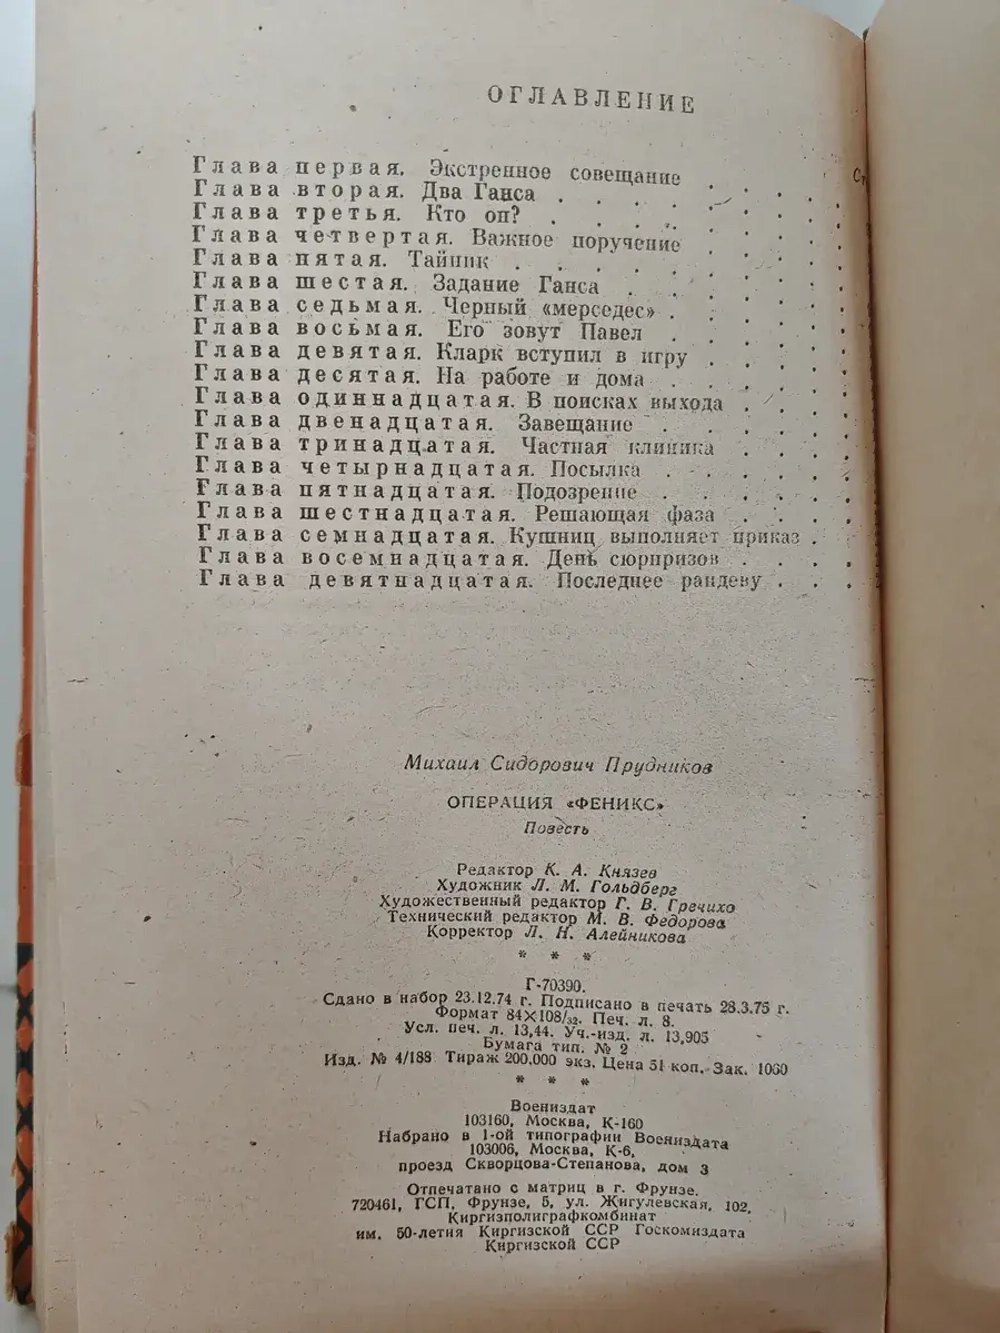 ОГЛАВЛЕНИЕ
Ст
Глава первая. Экстренное совещание . . .
Глава вторая. Два Ганса . . . . . .
Глава третья. Кто он? . . . . . .
Глава четвертая. Важное поручение . . .
Глава пятая. Тайник . . . . . . .
Глава шестая. Задание Ганса . . . . .
Глава седьмая. Черный «мерседес» . . . .
Глава восьмая. Его зовут Павел . . . .
Глава девятая. Кларк вступил в игру . . .
Глава десятая. На работе и дома . . . .
Глава одиннадцатая. В поисках выхода . . .
Глава двенадцатая. Завещание . . . . .
Глава тринадцатая. Частная клиника . . .
Глава четырнадцатая. Посылка . . . . .
Глава пятнадцатая. Подозрение . . . . .
Глава шестнадцатая. Решающая фаза . . .
Глава семнадцатая. Кушниц выполняет приказ .
Глава восемнадцатая. День сюрпризов . . .
Глава девятнадцатая. Последнее рандеву . . .
Михаил Сидорович Прудников
ОПЕРАЦИЯ «ФЕНИКС»
Повесть
Редактор К. А. Князев
Художник Л. М. Гольдберг
Художественный редактор Г. В. Гречихо
Технический редактор М. В. Федорова
Корректор Л. Н. Алейникова
* * *
Г-70390.
Сдано в набор 23.12.74 г. Подписано в печать 28.3.75 г.
Формат 84×108/32. Печ. л. 8.
Усл. печ. л. 13,44. Уч.-изд. л. 13,905
Бумага тип. № 2
Изд. № 4/188 Тираж 200.000 экз. Цена 51 коп. Зак. 1060
* * *
Воениздат
103160, Москва, К-160
Набрано в 1-ой типографии Воениздата
103006, Москва, К-6,
проезд Скворцова-Степанова, дом 3
Отпечатано с матриц в г. Фрунзе.
720461, ГСП, Фрунзе, 5, ул. Жигулевская, 102,
Киргизполиграфкомбинат
им. 50-летия Киргизской ССР Госкомиздата
Киргизской ССР